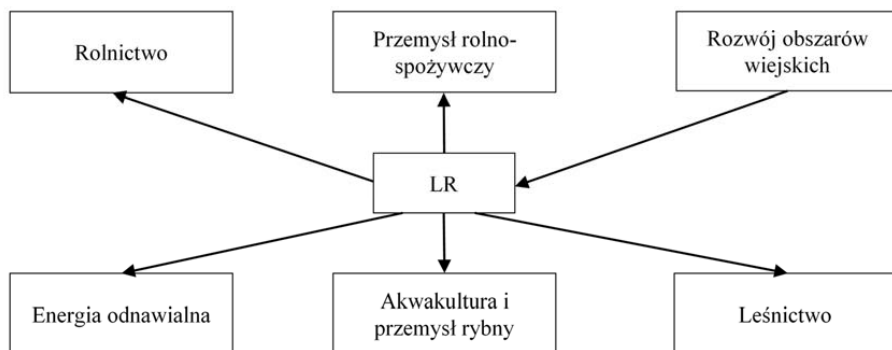 Rolnictwo
Przemysł rolno-
spożywczy
Rozwój obszarów
wiejskich
LR
Energia odnawialna
Akwakultura i
przemysł rybny
Leśnictwo